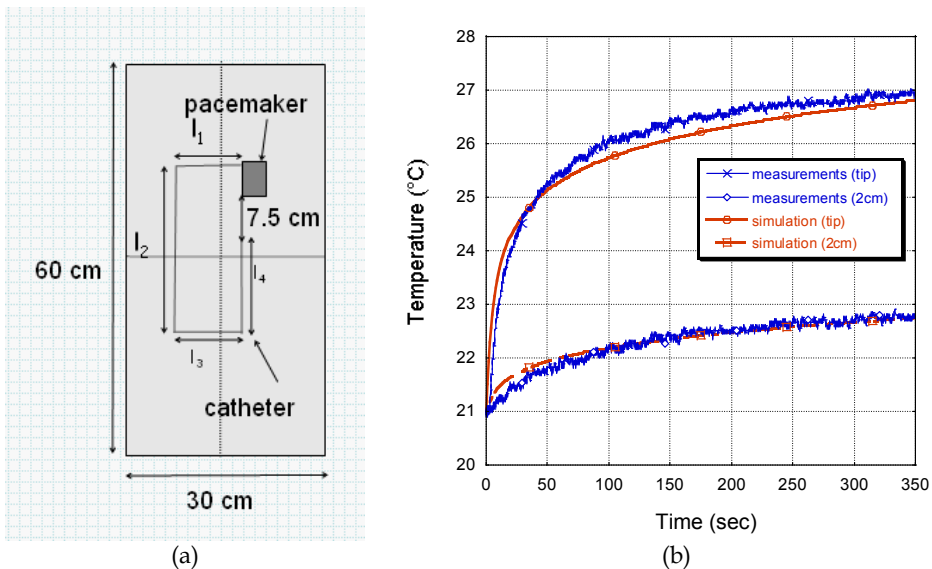 pacemaker
l₁
7.5 cm
l₂
l₄
60 cm
l₃
catheter
30 cm
(a)
28
27
26
25
24
23
22
21
20
Temperature (°C)
measurements (tip)
measurements (2cm)
simulation (tip)
simulation (2cm)
0 50 100 150 200 250 300 350
Time (sec)
(b)